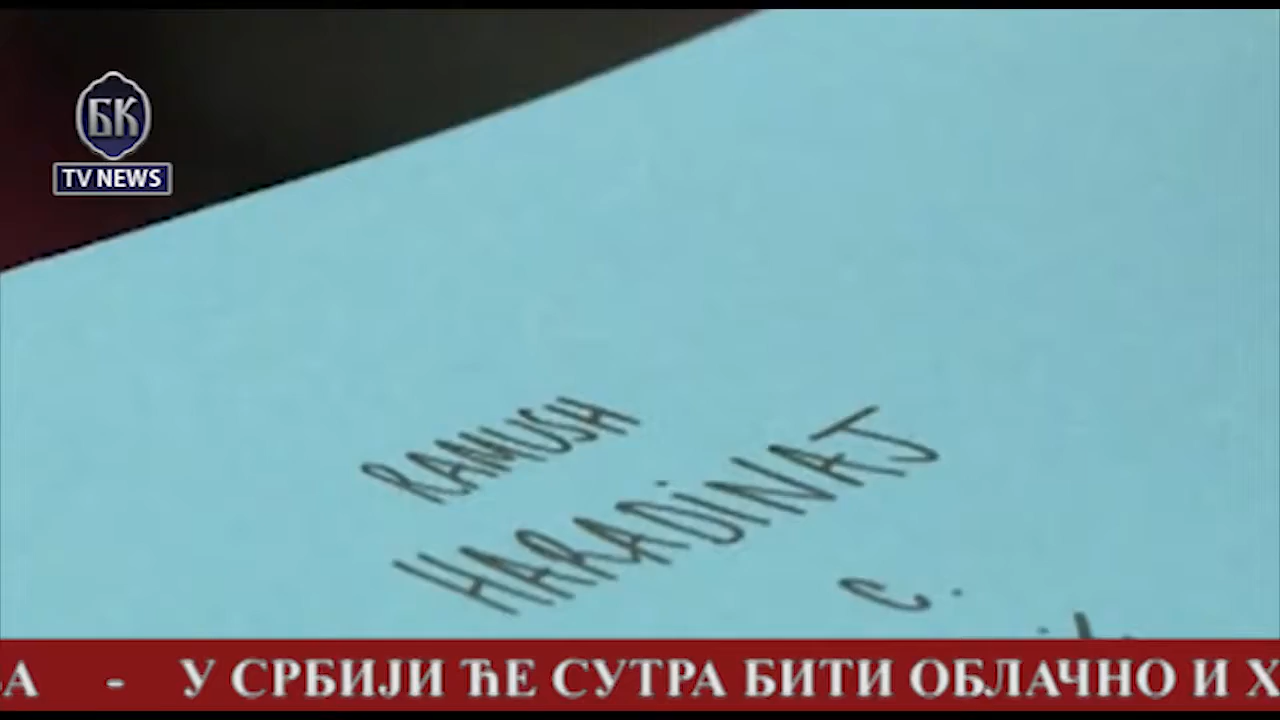 БК
TV NEWS
RAMUSH
HARADiNAJ
C.
- У СРБИЈИ ЋЕ СУТРА БИТИ ОБЛАЧНО И Х